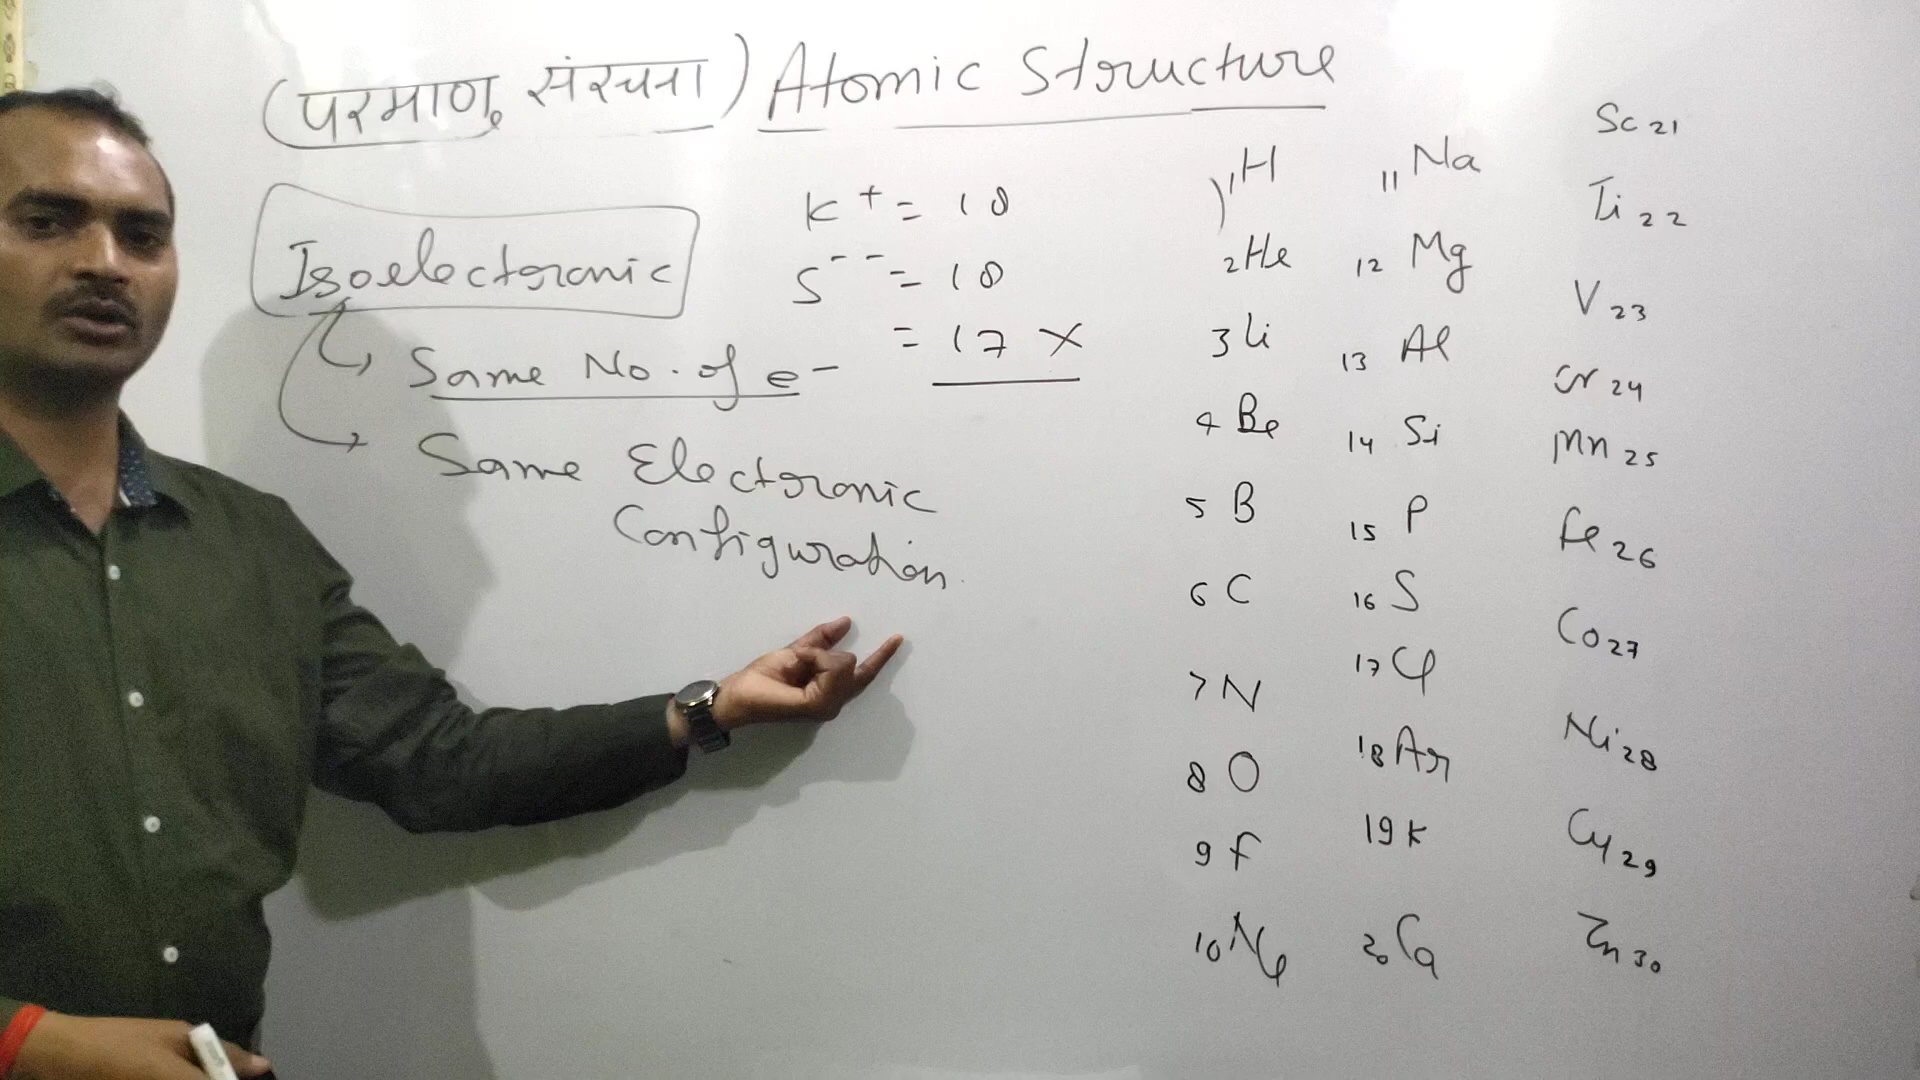 (परमाणु संरचना) Atomic Structure
Isoelectronic
Same No. of e-
Same Electronic
Configuration.
K+ = 18
S-- = 18
= 17 X
1H
2He
3Li
4Be
5B
6C
7N
8O
9F
10Ne
11Na
12Mg
13Al
14Si
15P
16S
17Cl
18Ar
19K
20Ca
Sc21
Ti22
V23
Cr24
Mn25
Fe26
Co27
Ni28
Cu29
Zn30